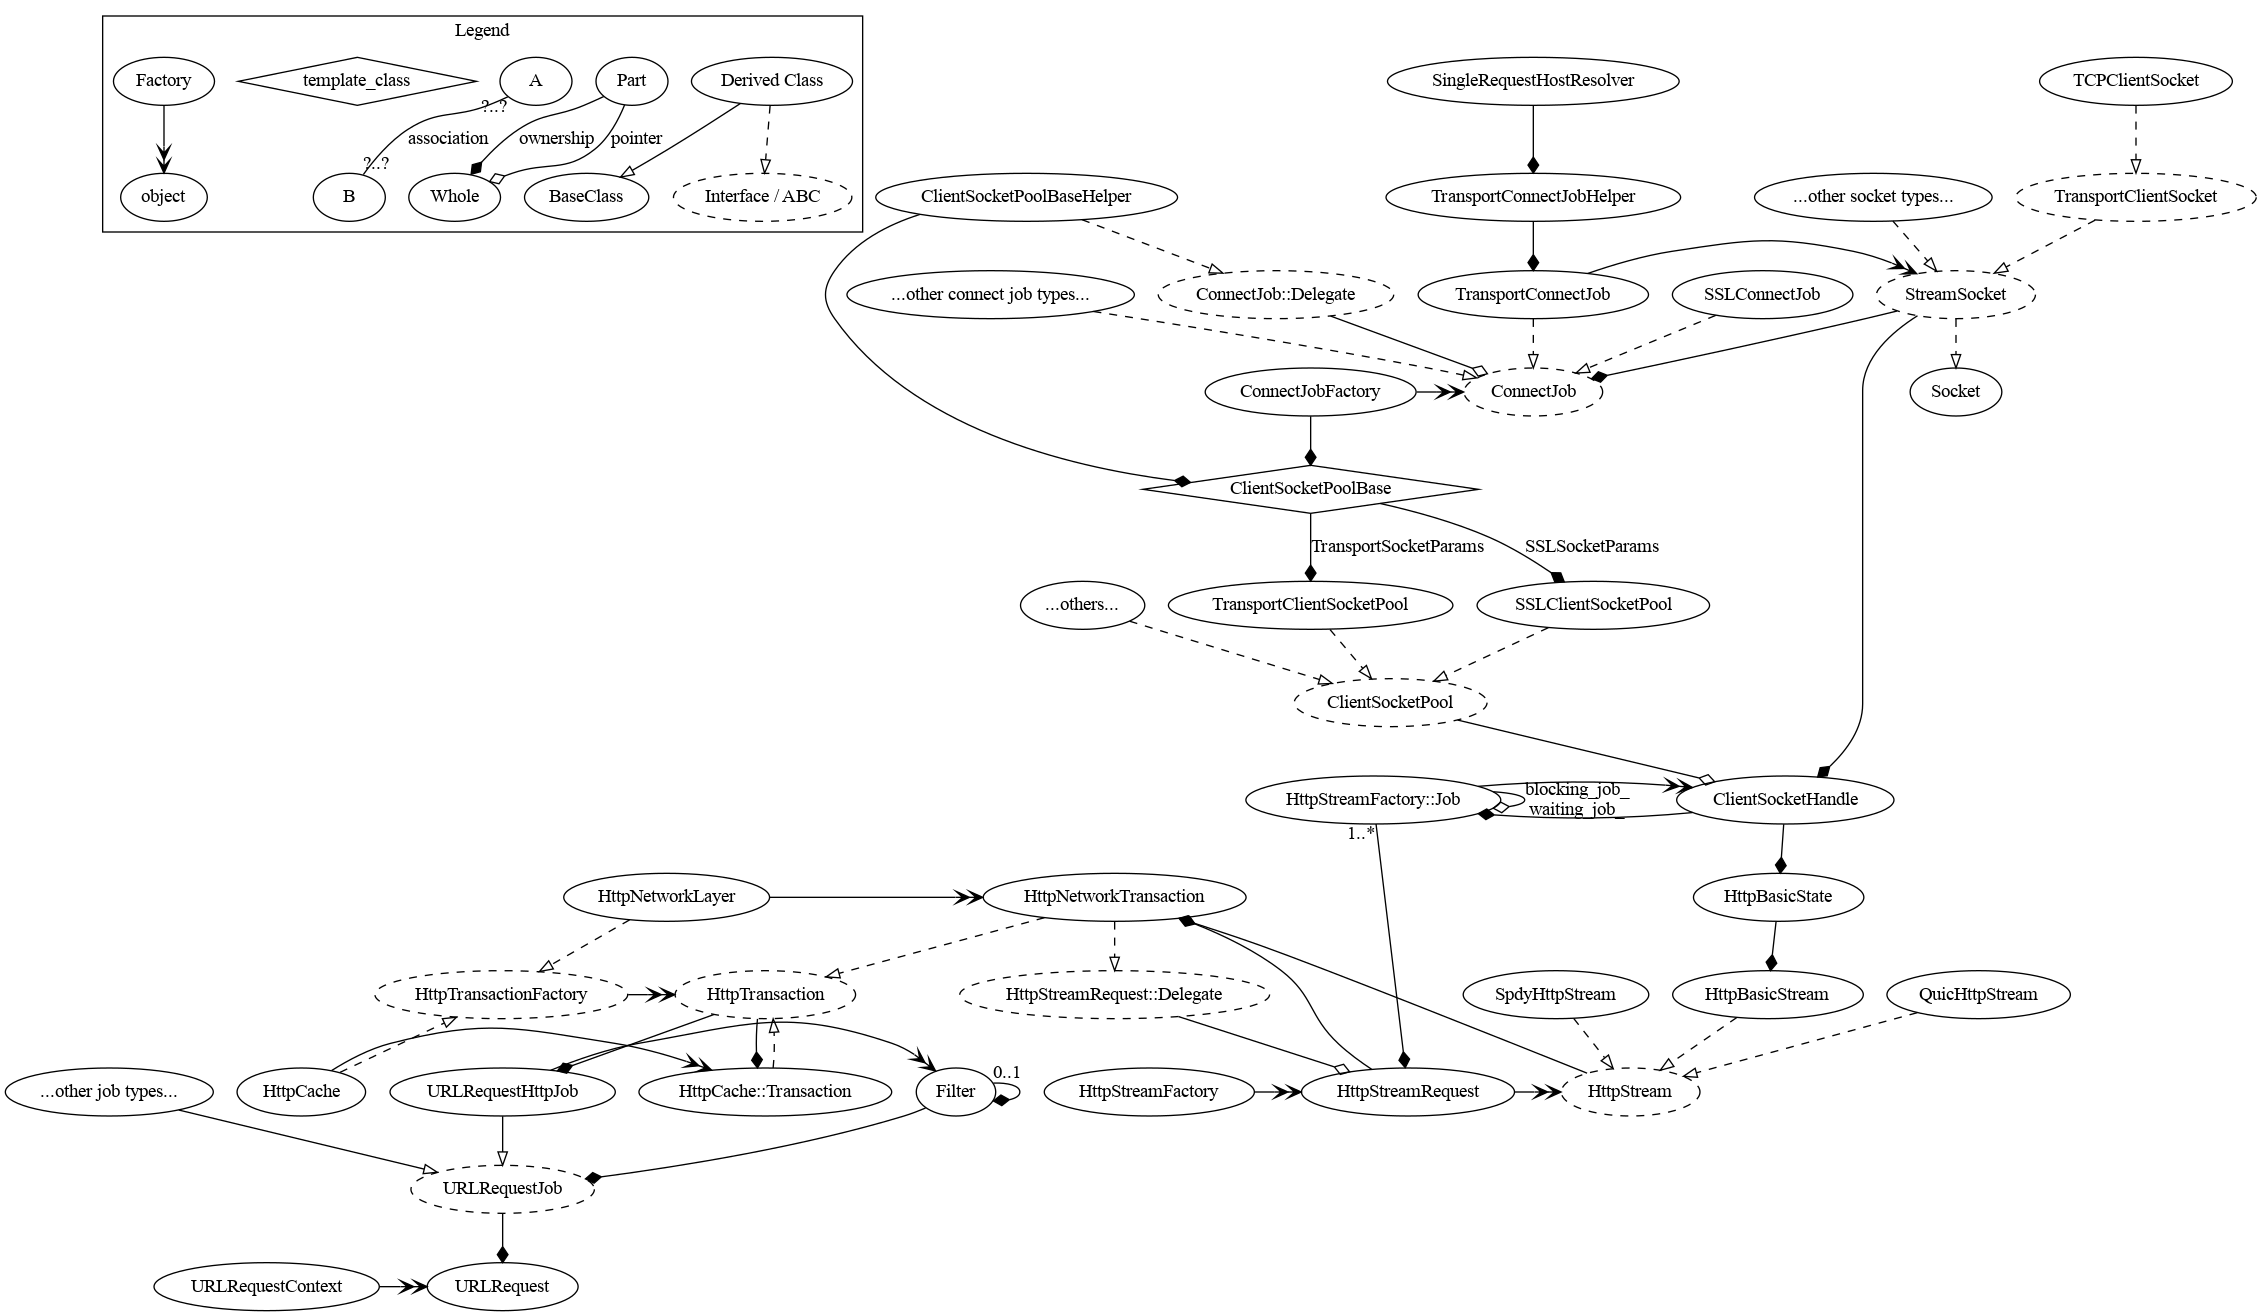 Legend
Factory
template_class
A
Part
Derived Class
?..?
association
ownership
pointer
?..?
object
B
Whole
BaseClass
Interface / ABC
SingleRequestHostResolver
TCPClientSocket
ClientSocketPoolBaseHelper
TransportConnectJobHelper
...other socket types...
TransportClientSocket
...other connect job types...
ConnectJob::Delegate
TransportConnectJob
SSLConnectJob
StreamSocket
ConnectJobFactory
ConnectJob
Socket
ClientSocketPoolBase
TransportSocketParams
SSLSocketParams
...others...
TransportClientSocketPool
SSLClientSocketPool
ClientSocketPool
HttpStreamFactory::Job
blocking_job_
waiting_job_
ClientSocketHandle
1..*
HttpNetworkLayer
HttpNetworkTransaction
HttpBasicState
HttpTransactionFactory
HttpTransaction
HttpStreamRequest::Delegate
SpdyHttpStream
HttpBasicStream
QuicHttpStream
...other job types...
HttpCache
URLRequestHttpJob
HttpCache::Transaction
Filter
0..1
HttpStreamFactory
HttpStreamRequest
HttpStream
URLRequestJob
URLRequestContext
URLRequest